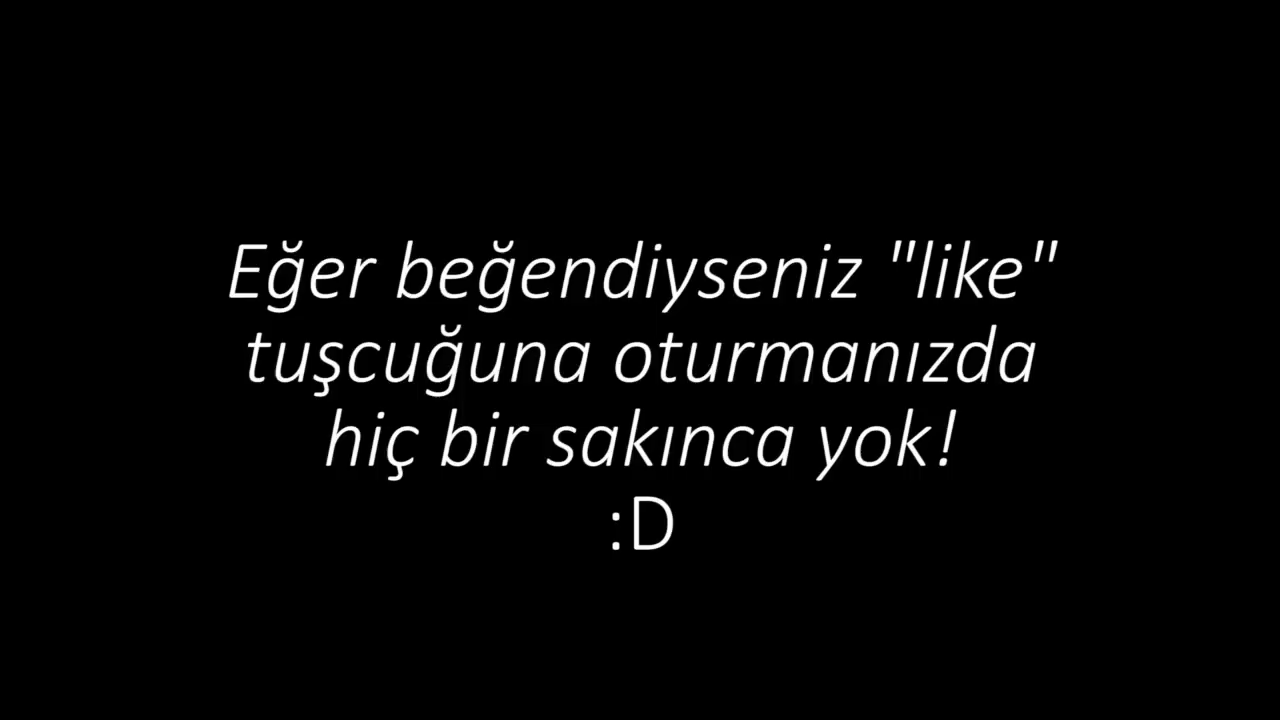 Eğer beğendiyseniz "like"
tuşcuğuna oturmanızda
hiç bir sakınca yok!
:D